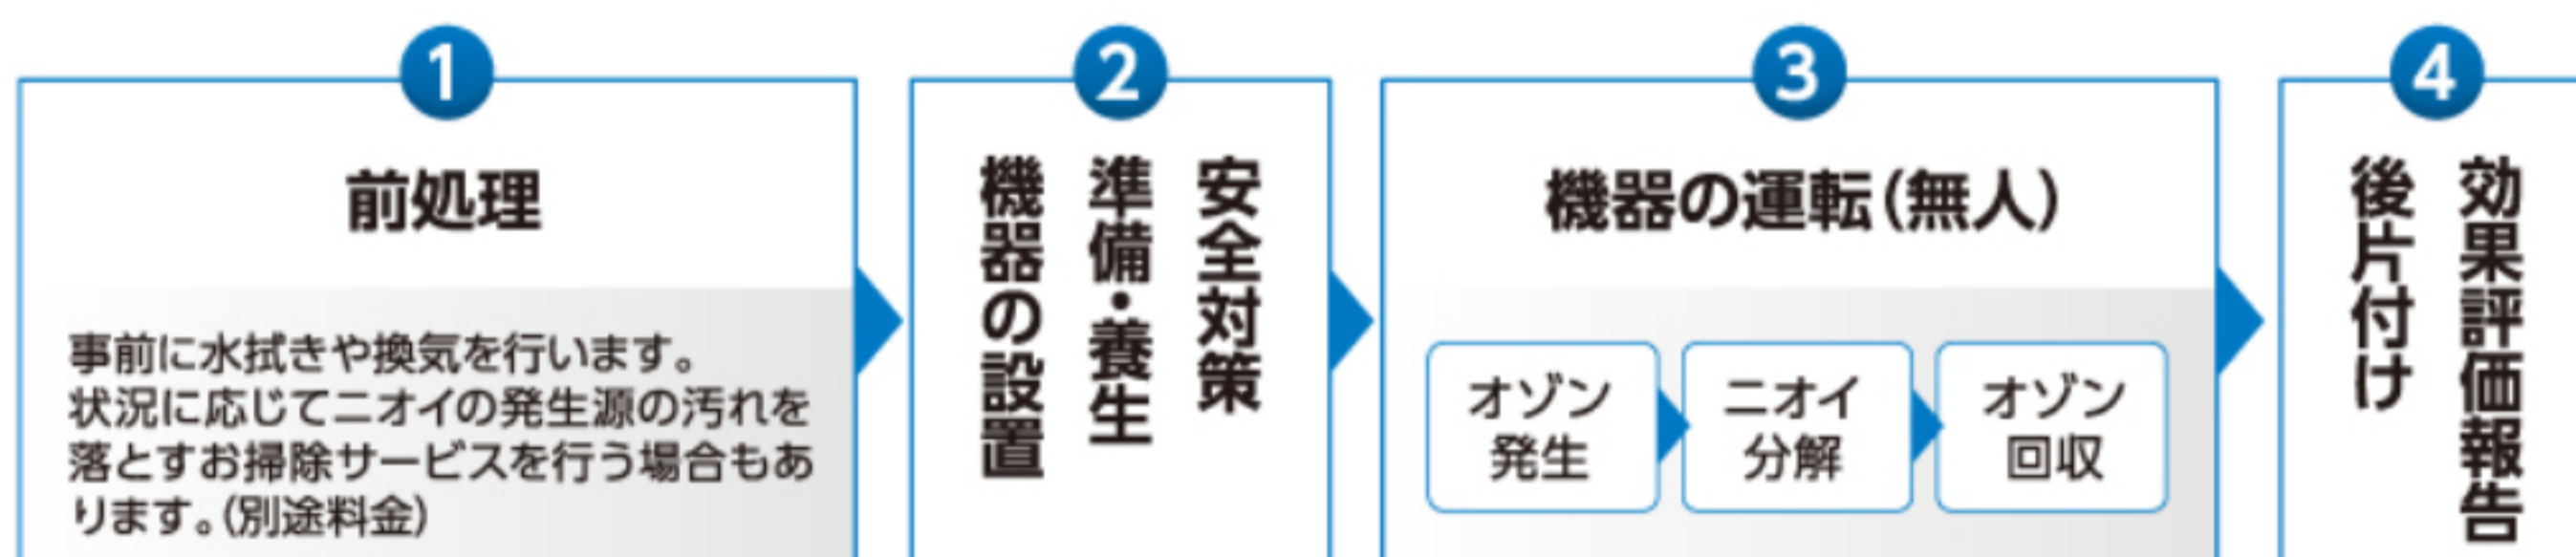 1
前処理
事前に水拭きや換気を行います。
状況に応じてニオイの発生源の汚れを
落とすお掃除サービスを行う場合もあ
ります。(別途料金)
2
安全対策
準備・養生
機器の設置
3
機器の運転(無人)
オゾン
発生
ニオイ
分解
オゾン
回収
4
効果評価報告
後片付け